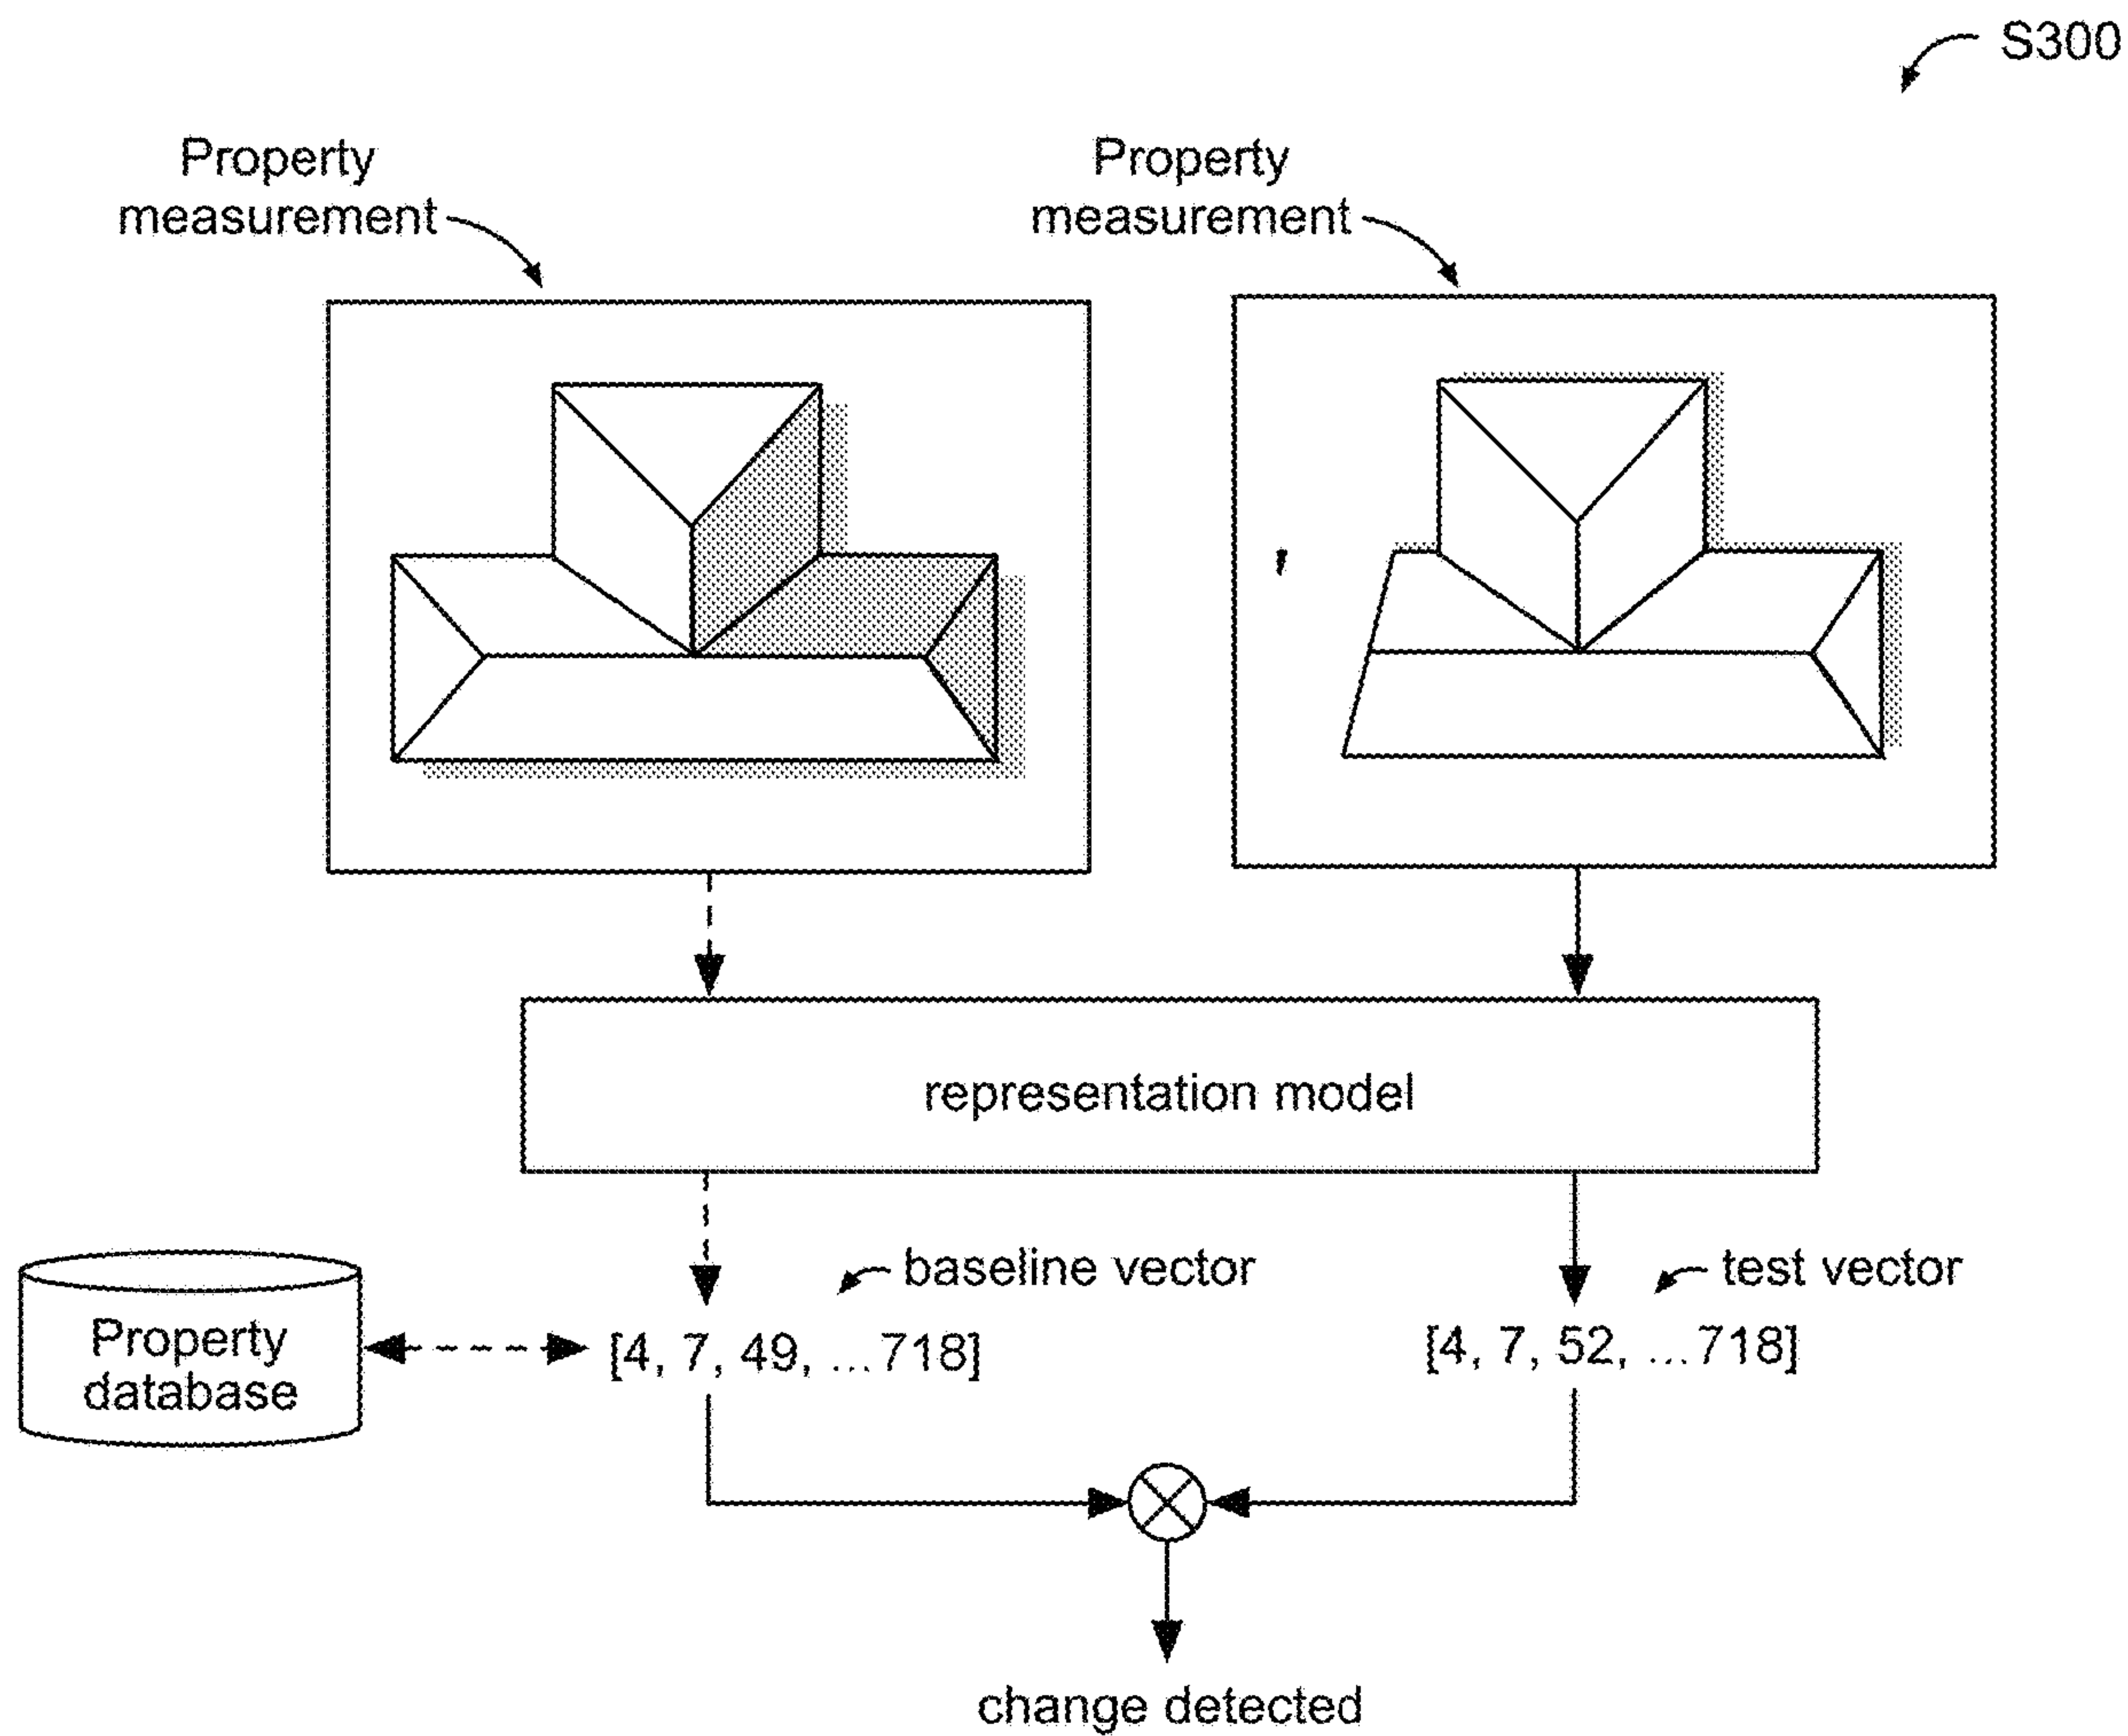 S300
Property
measurement
Property
measurement
,
representation model
baseline vector
test vector
Property
database
[4, 7, 49, ...718]
[4, 7, 52, ...718]
change detected